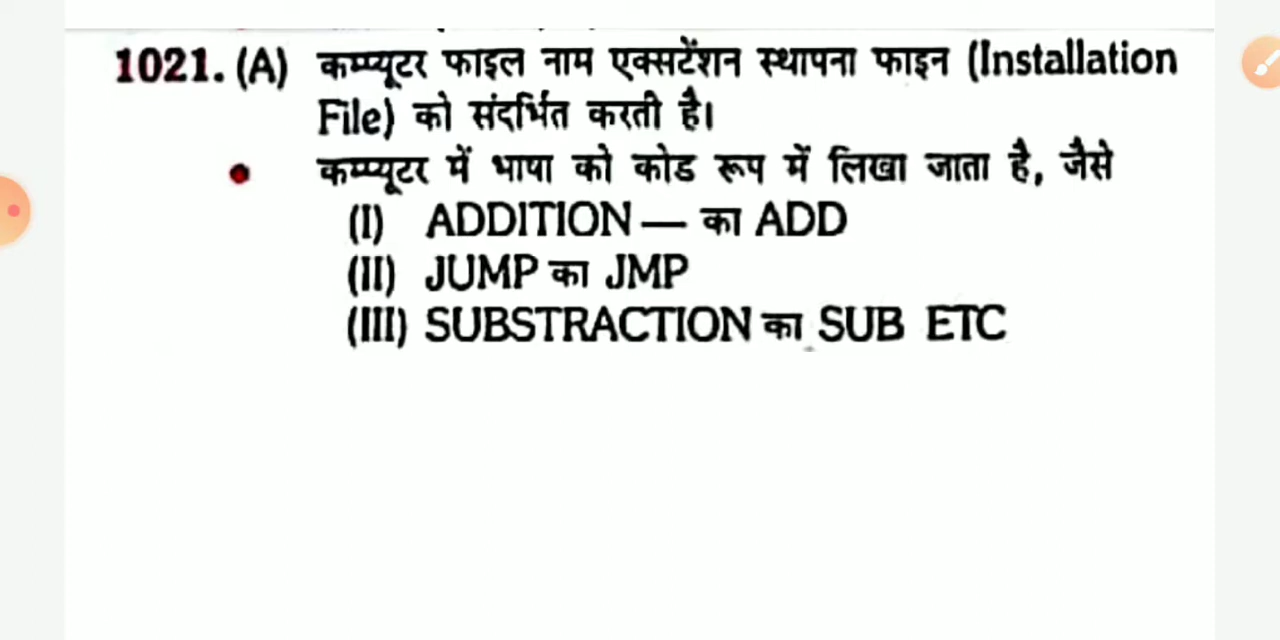 1021. (A) कम्प्यूटर फाइल नाम एक्सटेंशन स्थापना फाइन (Installation
File) को संदर्भित करती है।
• कम्प्यूटर में भाषा को कोड रूप में लिखा जाता है, जैसे
(I) ADDITION — का ADD
(II) JUMP का JMP
(III) SUBSTRACTION का SUB ETC